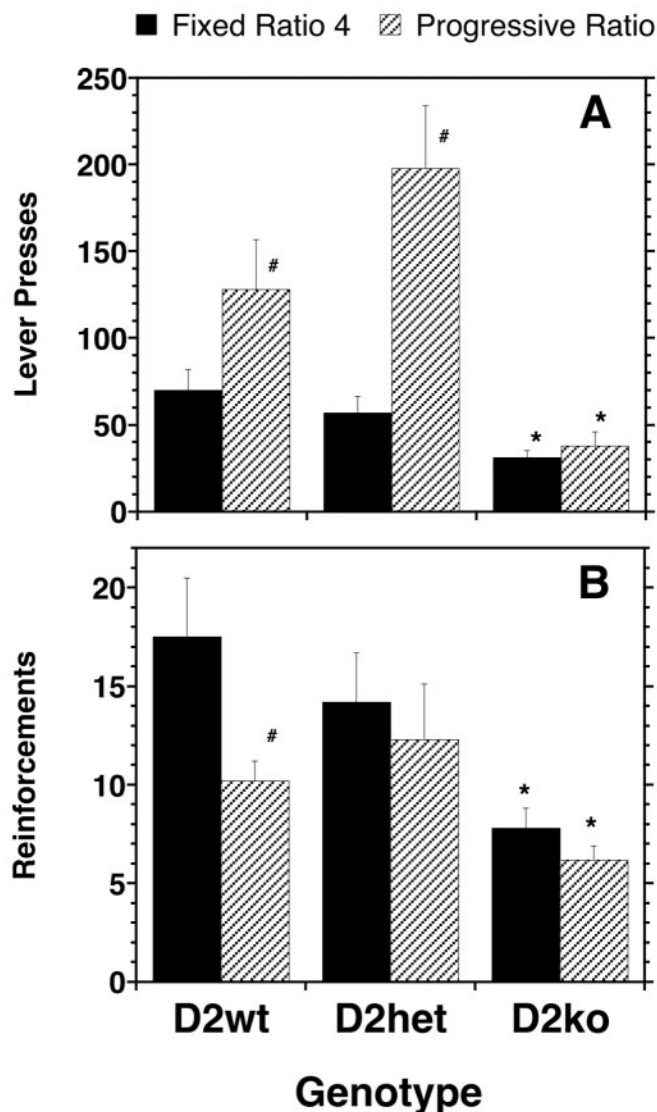 Fixed Ratio 4 Progressive Ratio
A
Lever Presses
250
200
150
100
50
0
#
#
*
*
B
Reinforcements
20
15
10
5
0
#
*
*
D2wt D2het D2ko
Genotype